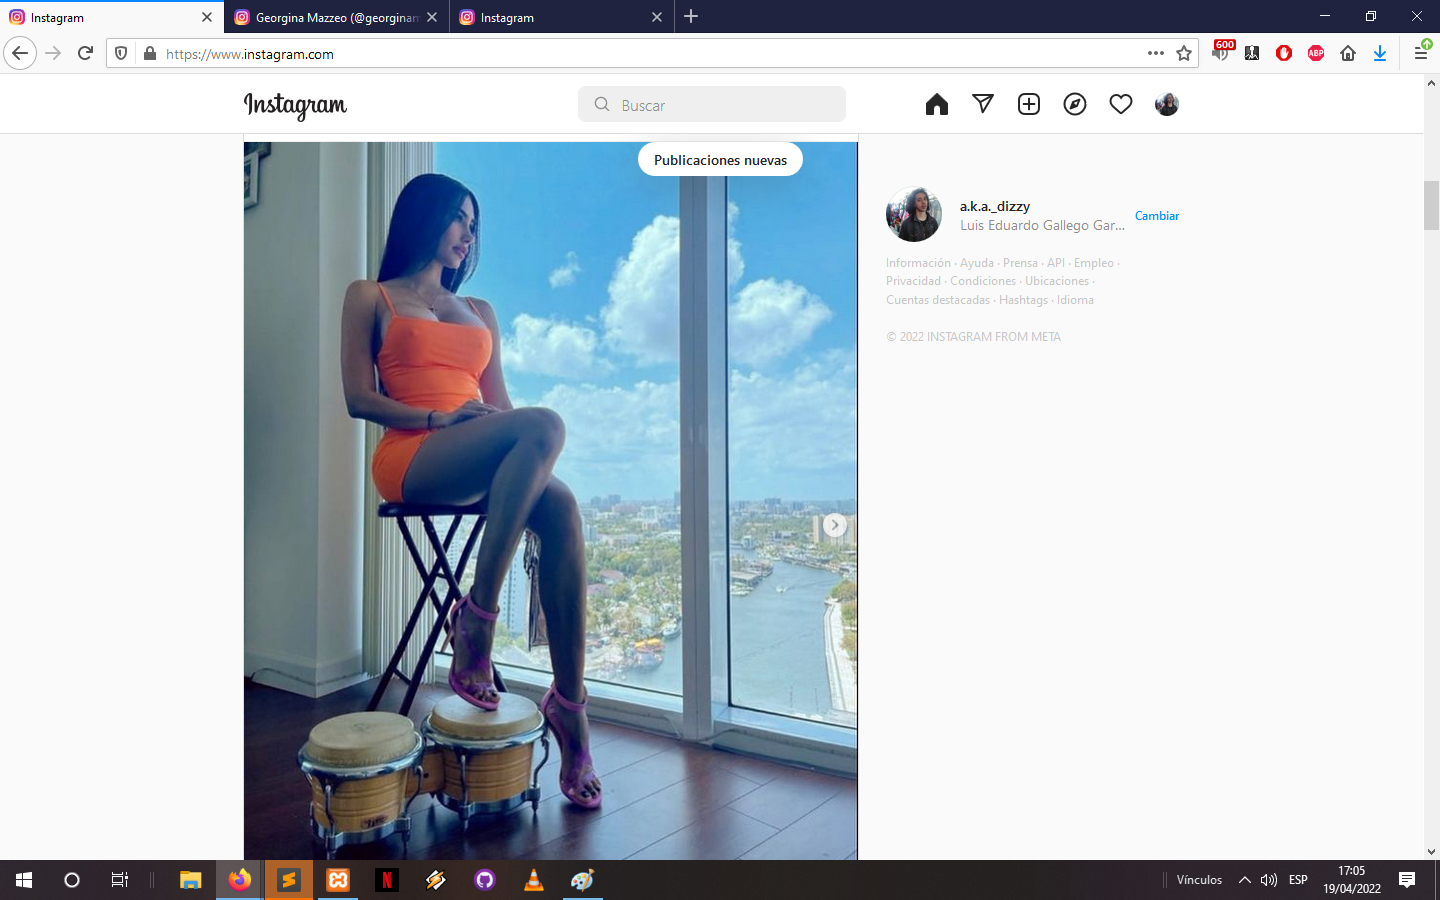 Instagram
Georgina Mazzeo (@georginam
Instagram
https://www.instagram.com
600
ABP
Instagram
Buscar
Publicaciones nuevas
a.k.a._dizzy
Luis Eduardo Gallego Gar...
Cambiar
Información · Ayuda · Prensa · API · Empleo ·
Privacidad · Condiciones · Ubicaciones ·
Cuentas destacadas · Hashtags · Idioma
© 2022 INSTAGRAM FROM META
N
Vínculos
ESP
17:05
19/04/2022